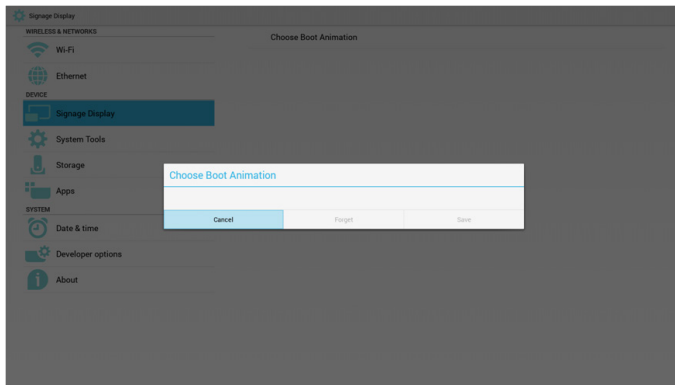 Signage Display
WIRELESS & NETWORKS
Wi-Fi
Ethernet
DEVICE
Signage Display
System Tools
Storage
Apps
SYSTEM
Date & time
Developer options
About
Choose Boot Animation
Choose Boot Animation
Cancel
Forget
Save